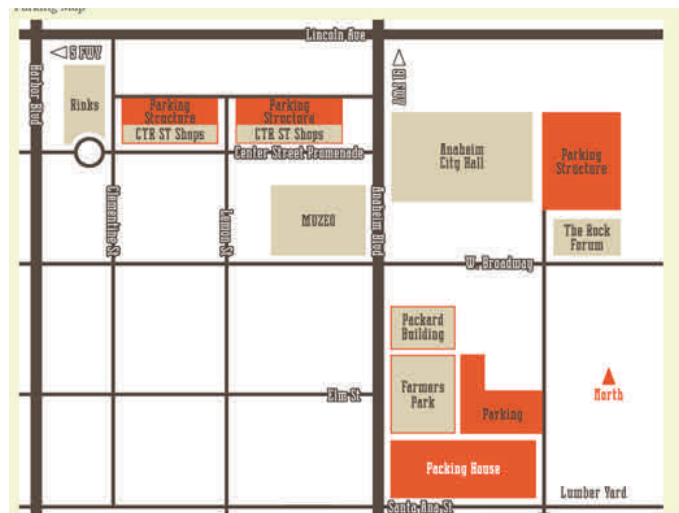 Parking Map
Lincoln Ave
5 FWY
91 FWY
Harbor Blvd
Rinks
Parking
Structure
CTR ST Shops
Parking
Structure
CTR ST Shops
Center Street Promenade
Anaheim
City Hall
Parking
Structure
Clementine St
Lemon St
MUZEO
Anaheim Blvd
The Rock
Forum
W. Broadway
Packard
Building
Farmers
Park
Parking
North
Elm St
Packing House
Lumber Yard
Santa Ana St